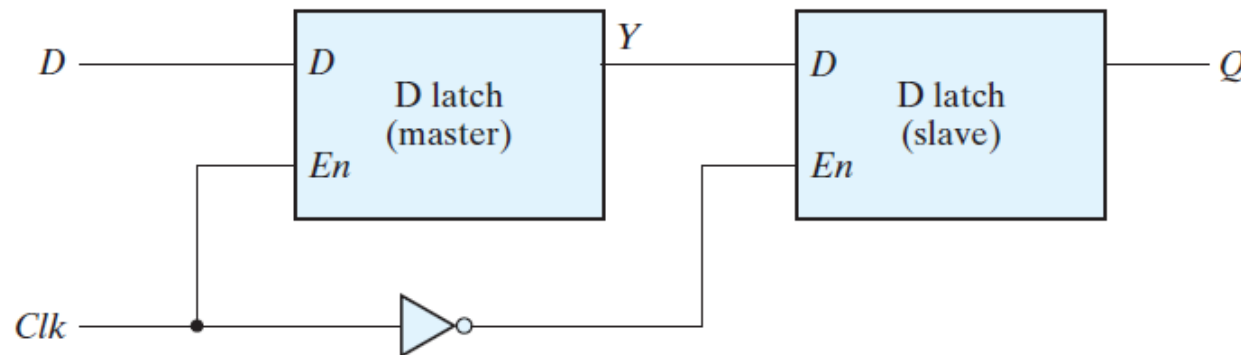 Y
D
D
D latch
(master)
En
D
D latch
(slave)
En
Q
Clk